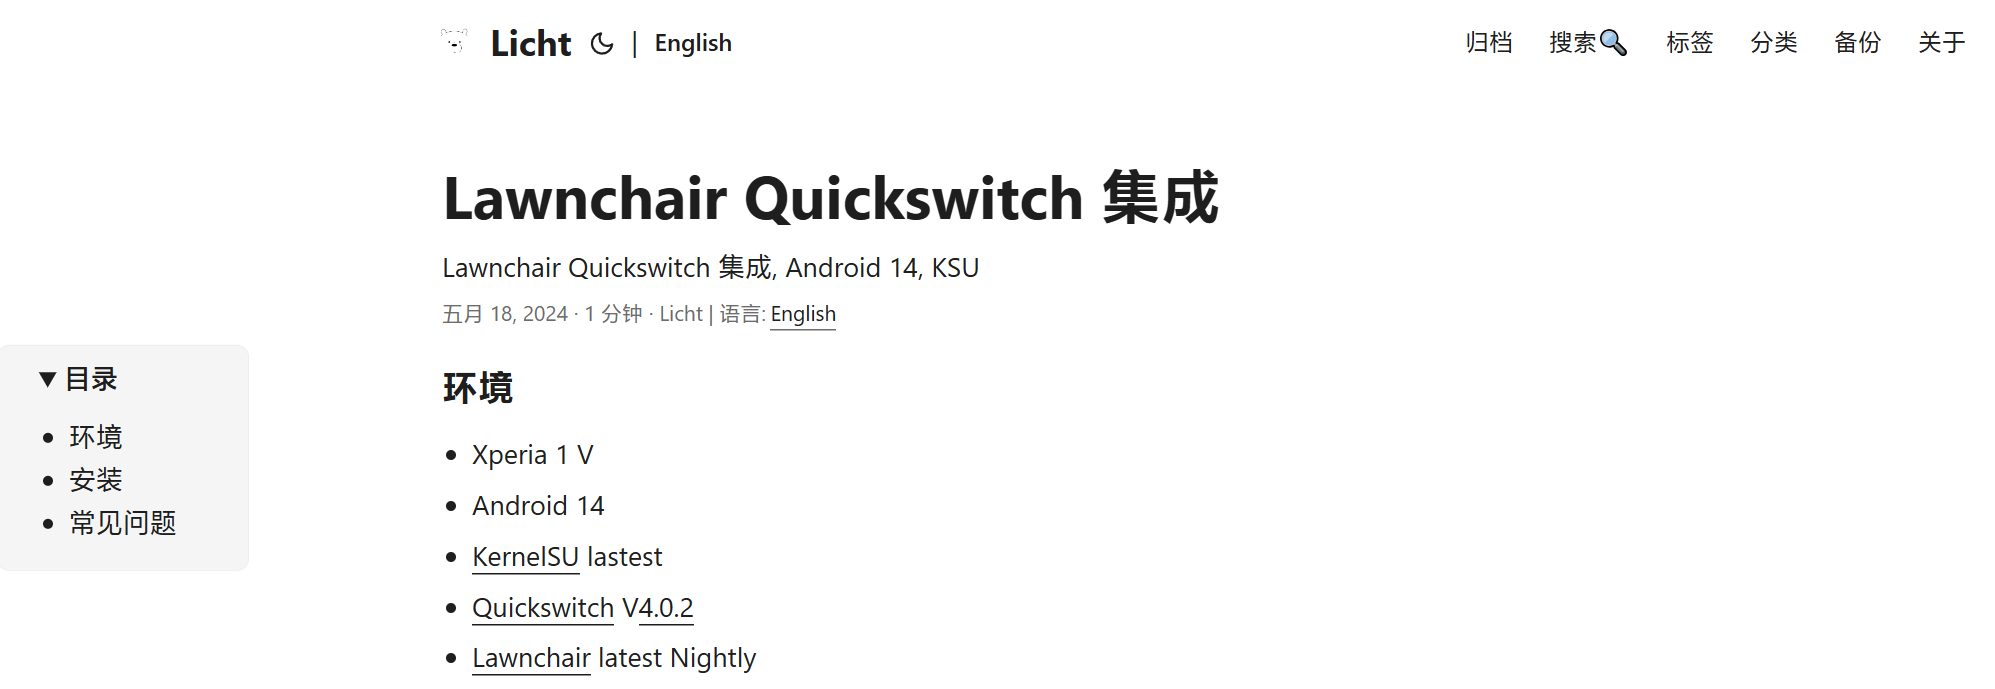 Licht | English 归档 搜索🔍 标签 分类 备份 关于
Lawnchair Quickswitch 集成
Lawnchair Quickswitch 集成, Android 14, KSU
五月 18, 2024 · 1 分钟 · Licht | 语言: English
目录
环境
安装
常见问题
环境
Xperia 1 V
Android 14
KernelSU lastest
Quickswitch V4.0.2
Lawnchair latest Nightly